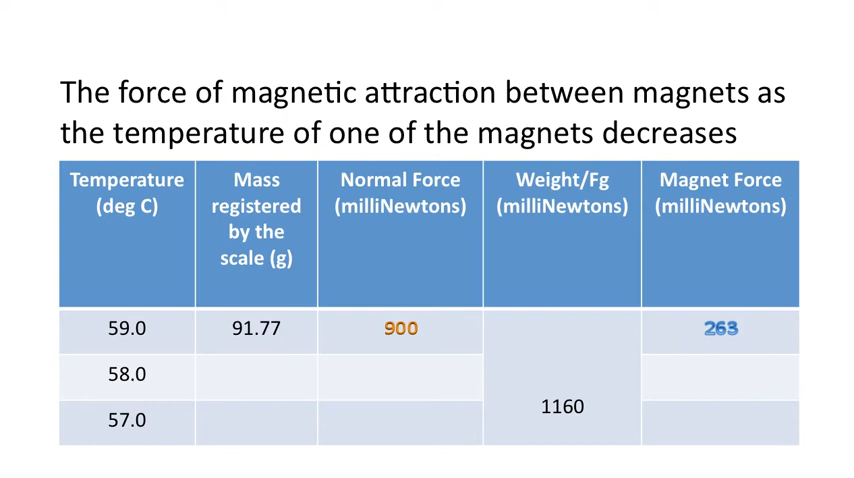 The force of magnetic attraction between magnets as
the temperature of one of the magnets decreases
Temperature
(deg C)
Mass
registered
by the
scale (g)
Normal Force
(milliNewtons)
Weight/Fg
(milliNewtons)
Magnet Force
(milliNewtons)
59.0
91.77
900
263
58.0
1160
57.0